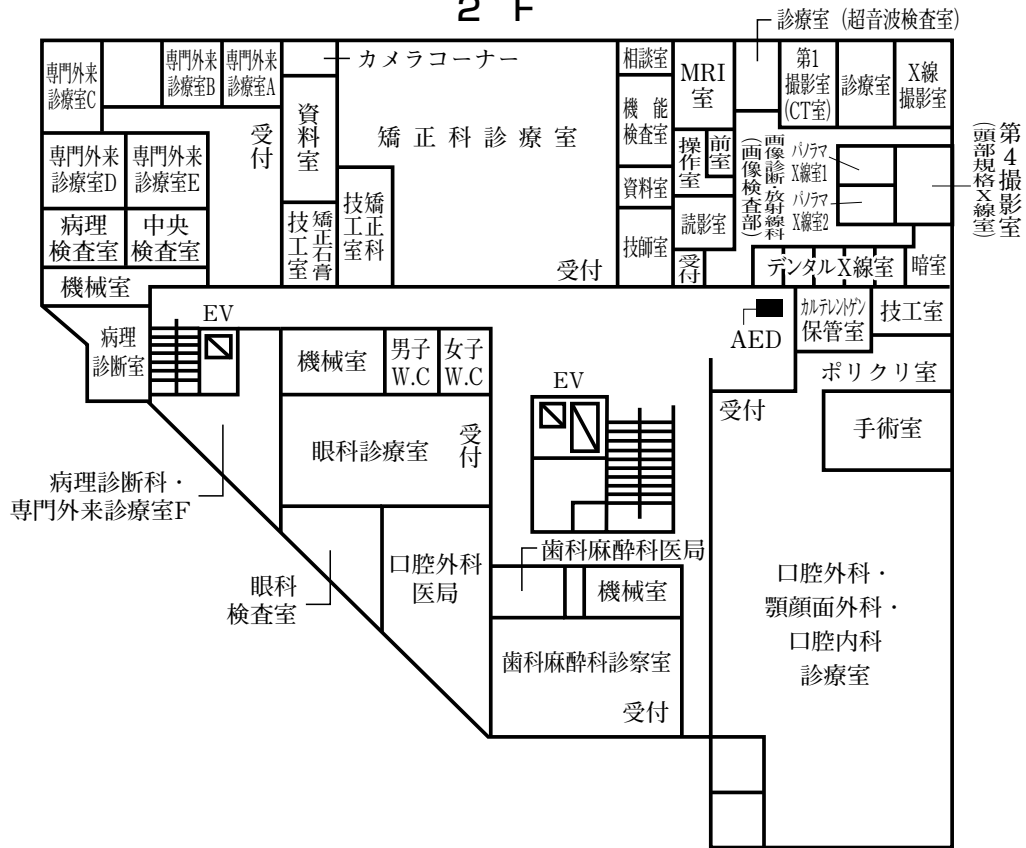 2 F
診療室(超音波検査室)
専門外来
診療室C
専門外来
診療室B
専門外来
診療室A
受付
資料室
カメラコーナー
矯正科診療室
相談室
機能
検査室
資料室
技師室
MRI
室
操作室
前室
読影室
受付
第1
撮影室
(CT室)
診療室
X線
撮影室
画像診断・放射線科
(画像検査部)
パノラマ
X線室1
パノラマ
X線室2
第4撮影室
(頭部規格X線室)
専門外来
診療室D
専門外来
診療室E
病理
検査室
中央
検査室
機械室
矯正石膏
技工室
矯正科
技工室
受付
デンタルX線室
暗室
病理
診断室
EV
機械室
男子
W.C
女子
W.C
AED
カルテレントゲン
保管室
技工室
ポリクリ室
受付
手術室
EV
眼科診療室
受付
病理診断科・
専門外来診療室F
眼科
検査室
口腔外科
医局
歯科麻酔科医局
機械室
歯科麻酔科診察室
受付
口腔外科・
顎顔面外科・
口腔内科
診療室